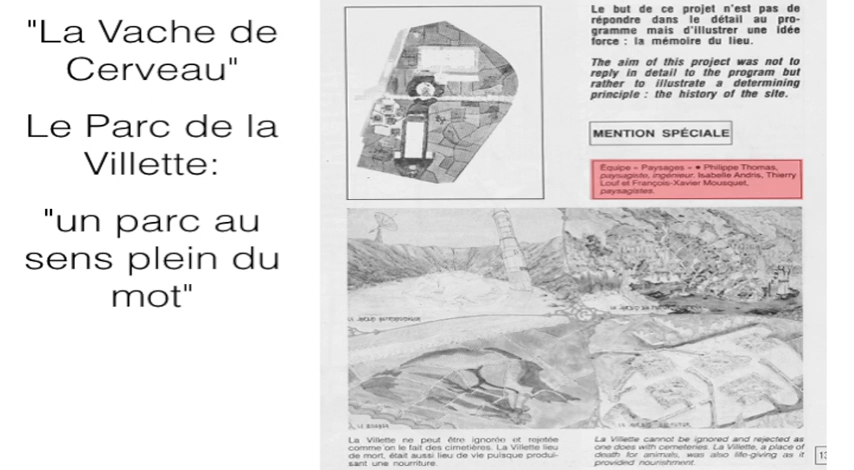 "La Vache de
Cerveau"
Le Parc de la
Villette:
"un parc au
sens plein du
mot"
Le but de ce projet n'est pas de
répondre dans le détail au pro-
gramme mais d'illustrer une idée
force : la mémoire du lieu.
The aim of this project was not to
reply in detail to the program but
rather to illustrate a determining
principle : the history of the site.
MENTION SPÉCIALE
Équipe « Paysages » • Philippe Thomas,
paysagiste, ingénieur. Isabelle Andris, Thierry
Louf et François-Xavier Mousquet,
paysagistes.
La Villette ne peut être ignorée et rejetée
comme on le fait des cimetières. La Villette lieu
de mort, était aussi lieu de vie puisque produi-
sant une nourriture.
La Villette cannot be ignored and rejected as
one does with cemeteries. La Villette, a place of
death for animals, was also life-giving as it
provided nourishment.